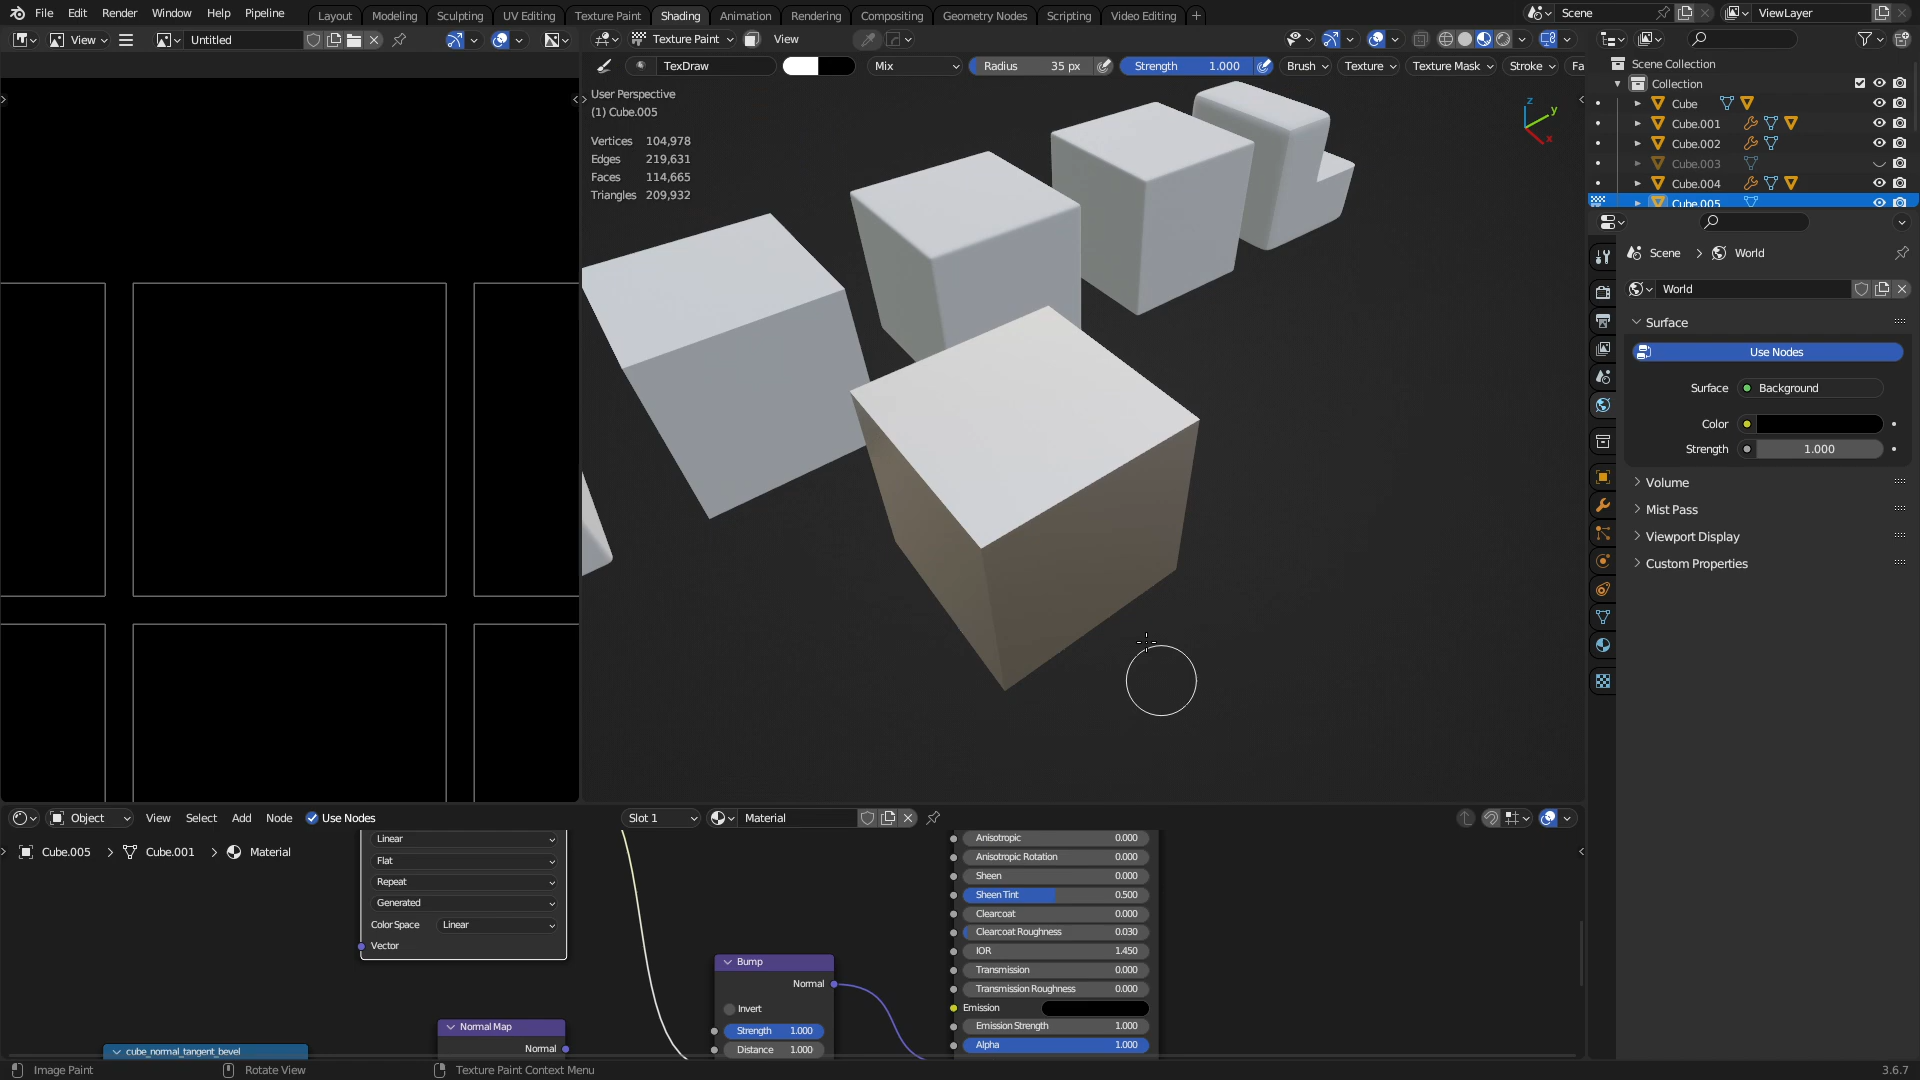 File Edit Render Window Help Pipeline Layout Modeling Sculpting UV Editing Texture Paint Shading Animation Rendering Compositing Geometry Nodes Scripting Video Editing + Scene ViewLayer
View Untitled Texture Paint View
TexDraw Mix Radius 35 px Strength 1.000 Brush Texture Texture Mask Stroke Fa
User Perspective
(1) Cube.005
Vertices 104,978
Edges 219,631
Faces 114,665
Triangles 209,932
z
y
x
Scene Collection
Collection
Cube
Cube.001
Cube.002
Cube.003
Cube.004
Cube.005
Scene > World
World
Surface
Use Nodes
Surface Background
Color
Strength 1.000
Volume
Mist Pass
Viewport Display
Custom Properties
Object View Select Add Node Use Nodes Slot 1 Material
Cube.005 > Cube.001 > Material
Linear
Flat
Repeat
Generated
Color Space Linear
Vector
cube_normal_tangent_bevel
Normal Map
Normal
Bump
Normal
Invert
Strength 1.000
Distance 1.000
Anisotropic 0.000
Anisotropic Rotation 0.000
Sheen 0.000
Sheen Tint 0.500
Clearcoat 0.000
Clearcoat Roughness 0.030
IOR 1.450
Transmission 0.000
Transmission Roughness 0.000
Emission
Emission Strength 1.000
Alpha 1.000
Image Paint Rotate View Texture Paint Context Menu 3.6.7